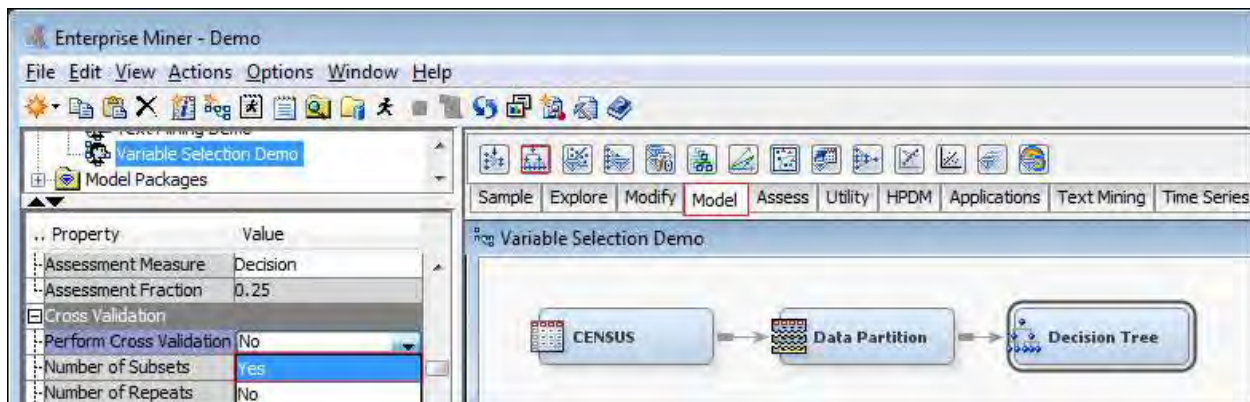 Enterprise Miner - Demo
File Edit View Actions Options Window Help
Text Mining Demo
Variable Selection Demo
Model Packages
Sample Explore Modify Model Assess Utility HPDM Applications Text Mining Time Series
.. Property Value
Assessment Measure Decision
Assessment Fraction 0.25
Cross Validation
Perform Cross Validation No
Number of Subsets Yes
Number of Repeats No
Variable Selection Demo
CENSUS
Data Partition
Decision Tree